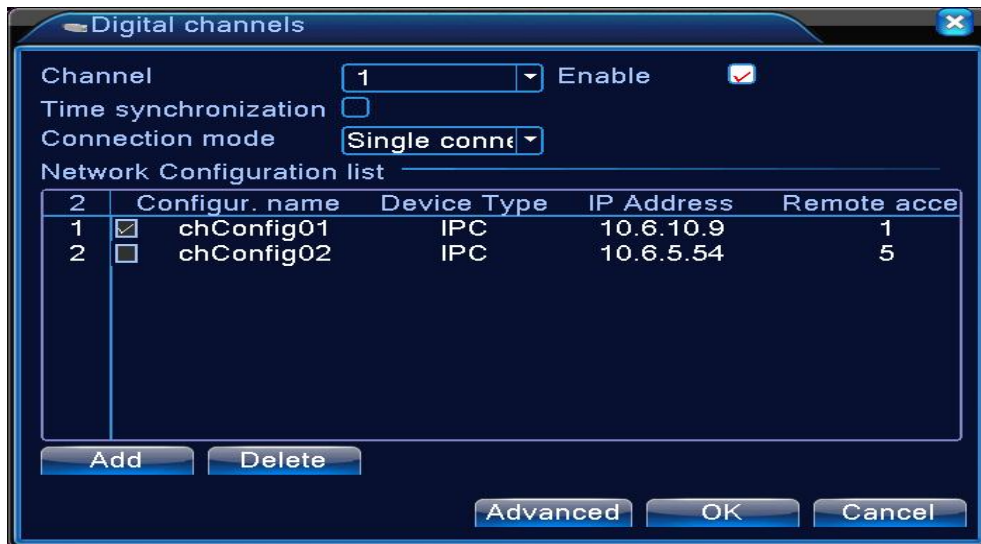 Digital channels
Channel 1 Enable
Time synchronization
Connection mode Single conne
Network Configuration list
2 Configur. name Device Type IP Address Remote acce
1 chConfig01 IPC 10.6.10.9 1
2 chConfig02 IPC 10.6.5.54 5
Add Delete
Advanced OK Cancel